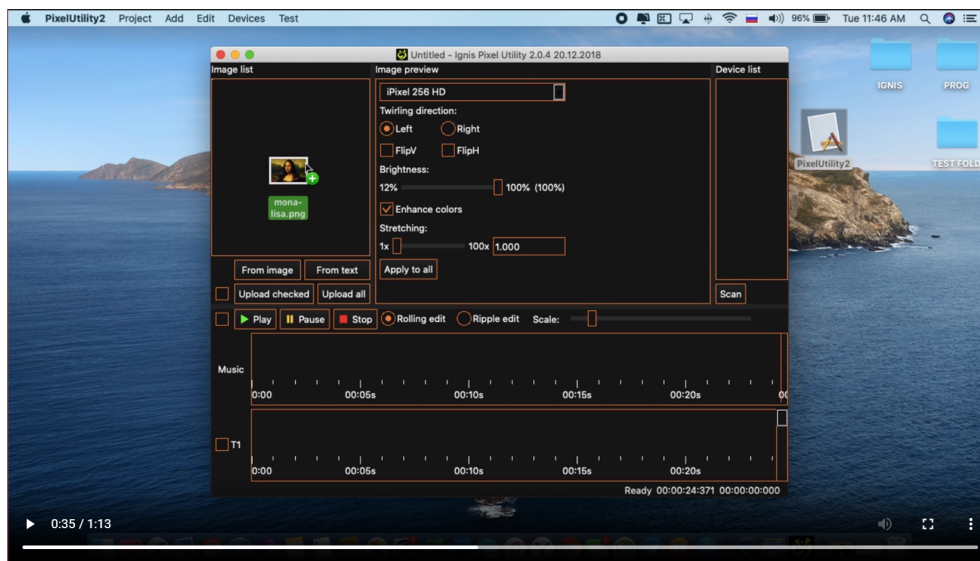 PixelUtility2 Project Add Edit Devices Test 96% Tue 11:46 AM
Untitled - Ignis Pixel Utility 2.0.4 20.12.2018
Image list Image preview Device list
iPixel 256 HD
Twirling direction:
Left Right
FlipV FlipH
Brightness:
12% 100% (100%)
Enhance colors
Stretching:
1x 100x 1.000
Apply to all
mona-
lisa.png
From image From text
Upload checked Upload all Scan
IGNIS PROG
PixelUtility2 TEST FOLD
Play Pause Stop Rolling edit Ripple edit Scale:
Music
0:00 00:05s 00:10s 00:15s 00:20s 00
T1
0:00 00:05s 00:10s 00:15s 00:20s
Ready 00:00:24:371 00:00:00:000
0:35 / 1:13